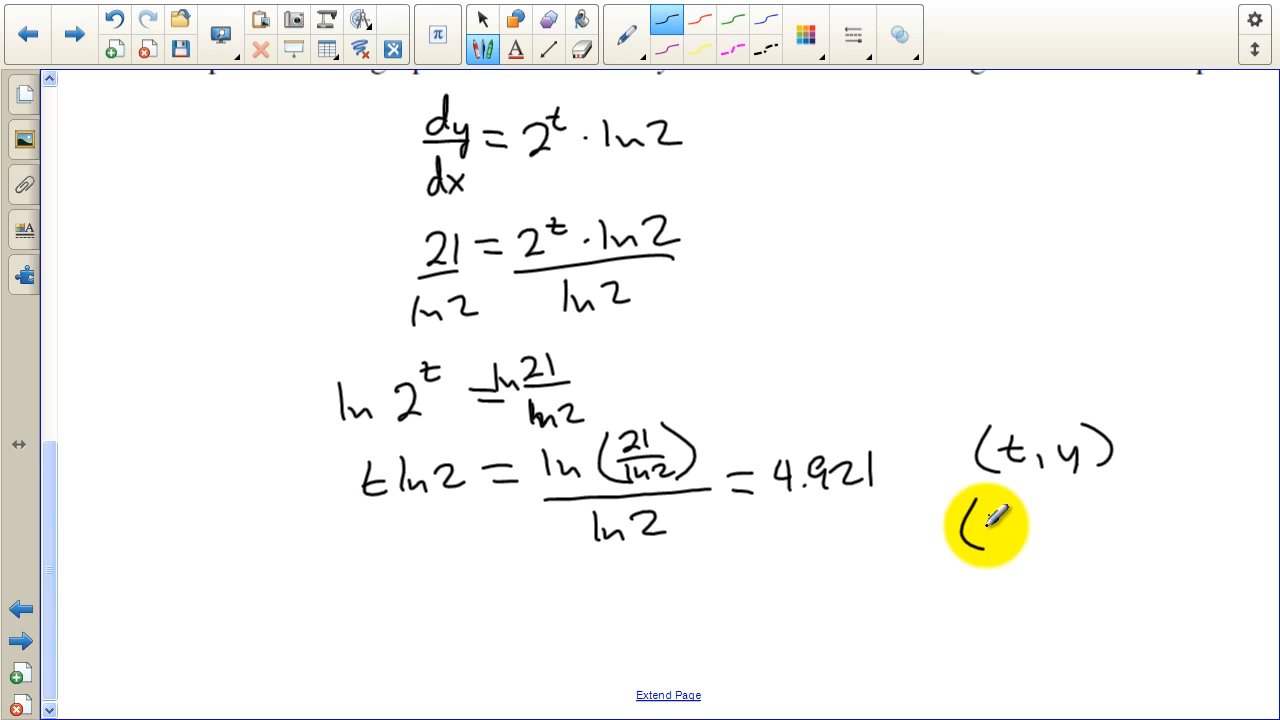 dy/dx = 2^t · ln2
21/ln2 = 2^t · ln2/ln2
ln 2^t = ln 21/ln2
t ln2 = ln(21/ln2)/ln2 = 4.921
(t, y)
(
Extend Page